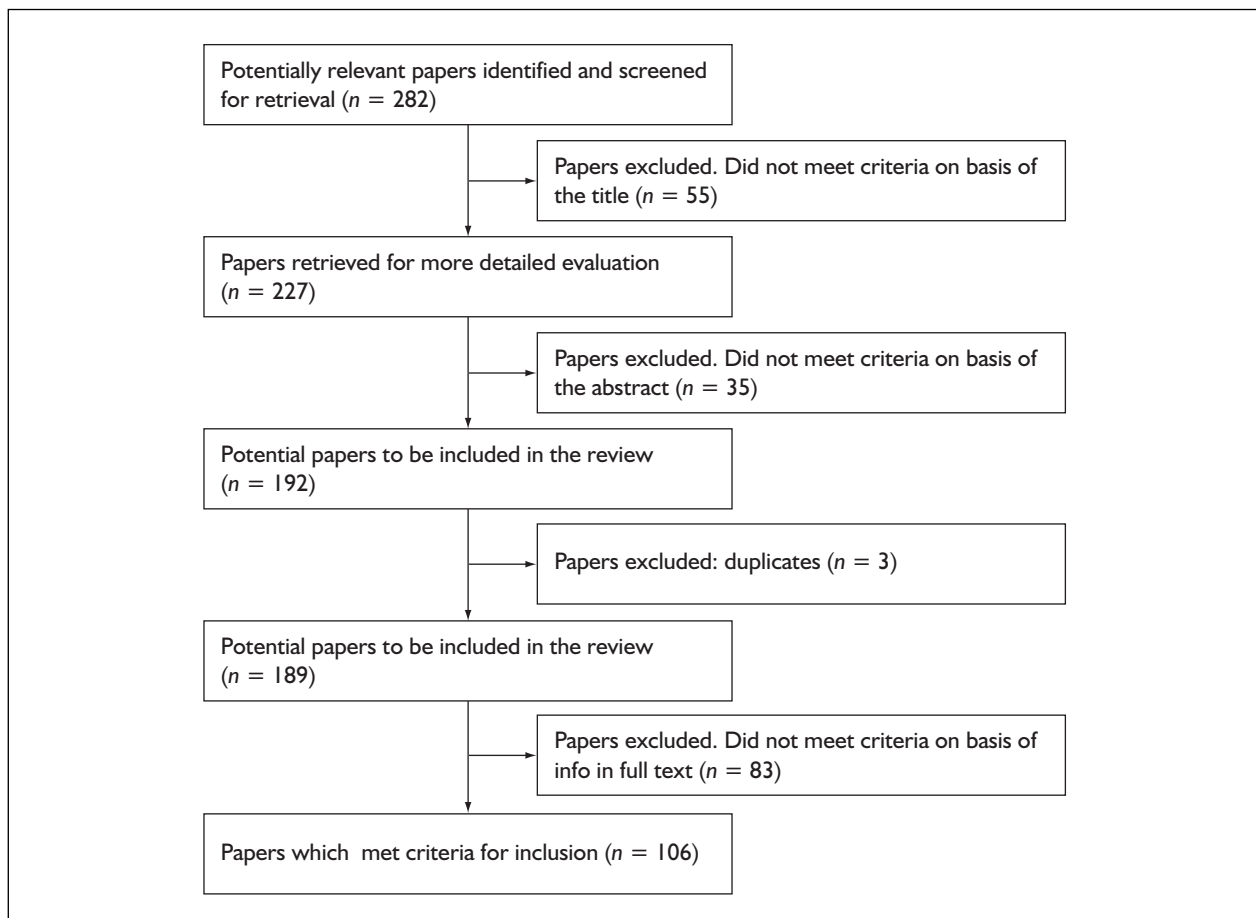 Potentially relevant papers identified and screened
for retrieval (n = 282)
Papers excluded. Did not meet criteria on basis of
the title (n = 55)
Papers retrieved for more detailed evaluation
(n = 227)
Papers excluded. Did not meet criteria on basis of
the abstract (n = 35)
Potential papers to be included in the review
(n = 192)
Papers excluded: duplicates (n = 3)
Potential papers to be included in the review
(n = 189)
Papers excluded. Did not meet criteria on basis of
info in full text (n = 83)
Papers which met criteria for inclusion (n = 106)